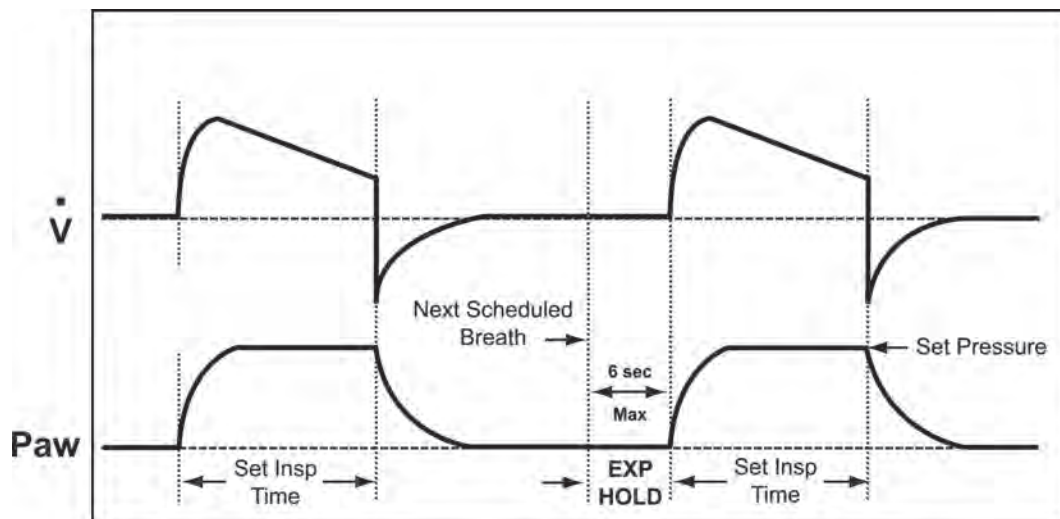 V̇
Next Scheduled
Breath
Set Pressure
6 sec
Max
Paw
Set Insp
Time
EXP
HOLD
Set Insp
Time